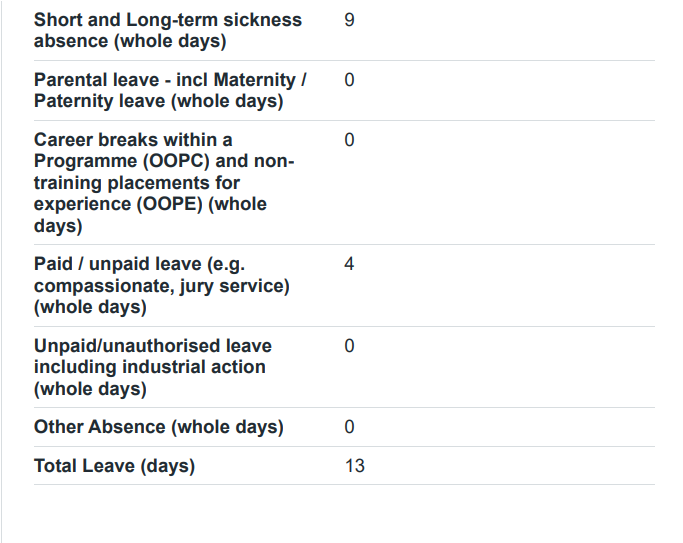 Short and Long-term sickness 9
absence (whole days)
Parental leave - incl Maternity / 0
Paternity leave (whole days)
Career breaks within a 0
Programme (OOPC) and non-
training placements for
experience (OOPE) (whole
days)
Paid / unpaid leave (e.g. 4
compassionate, jury service)
(whole days)
Unpaid/unauthorised leave 0
including industrial action
(whole days)
Other Absence (whole days) 0
Total Leave (days) 13